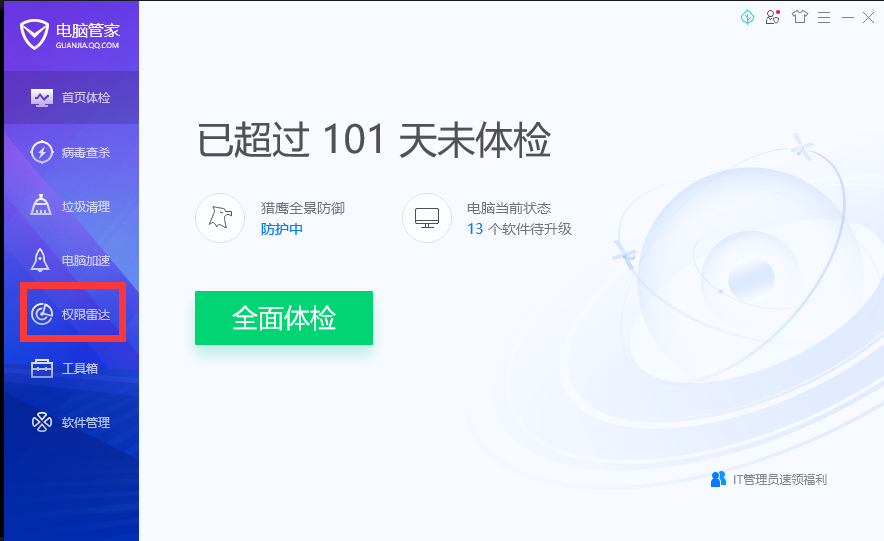 电脑管家
GUANJIA.QQ.COM
首页体检
病毒查杀
垃圾清理
电脑加速
权限雷达
工具箱
软件管理
已超过 101 天未体检
猎鹰全景防御
防护中
电脑当前状态
13 个软件待升级
全面体检
IT管理员速领福利